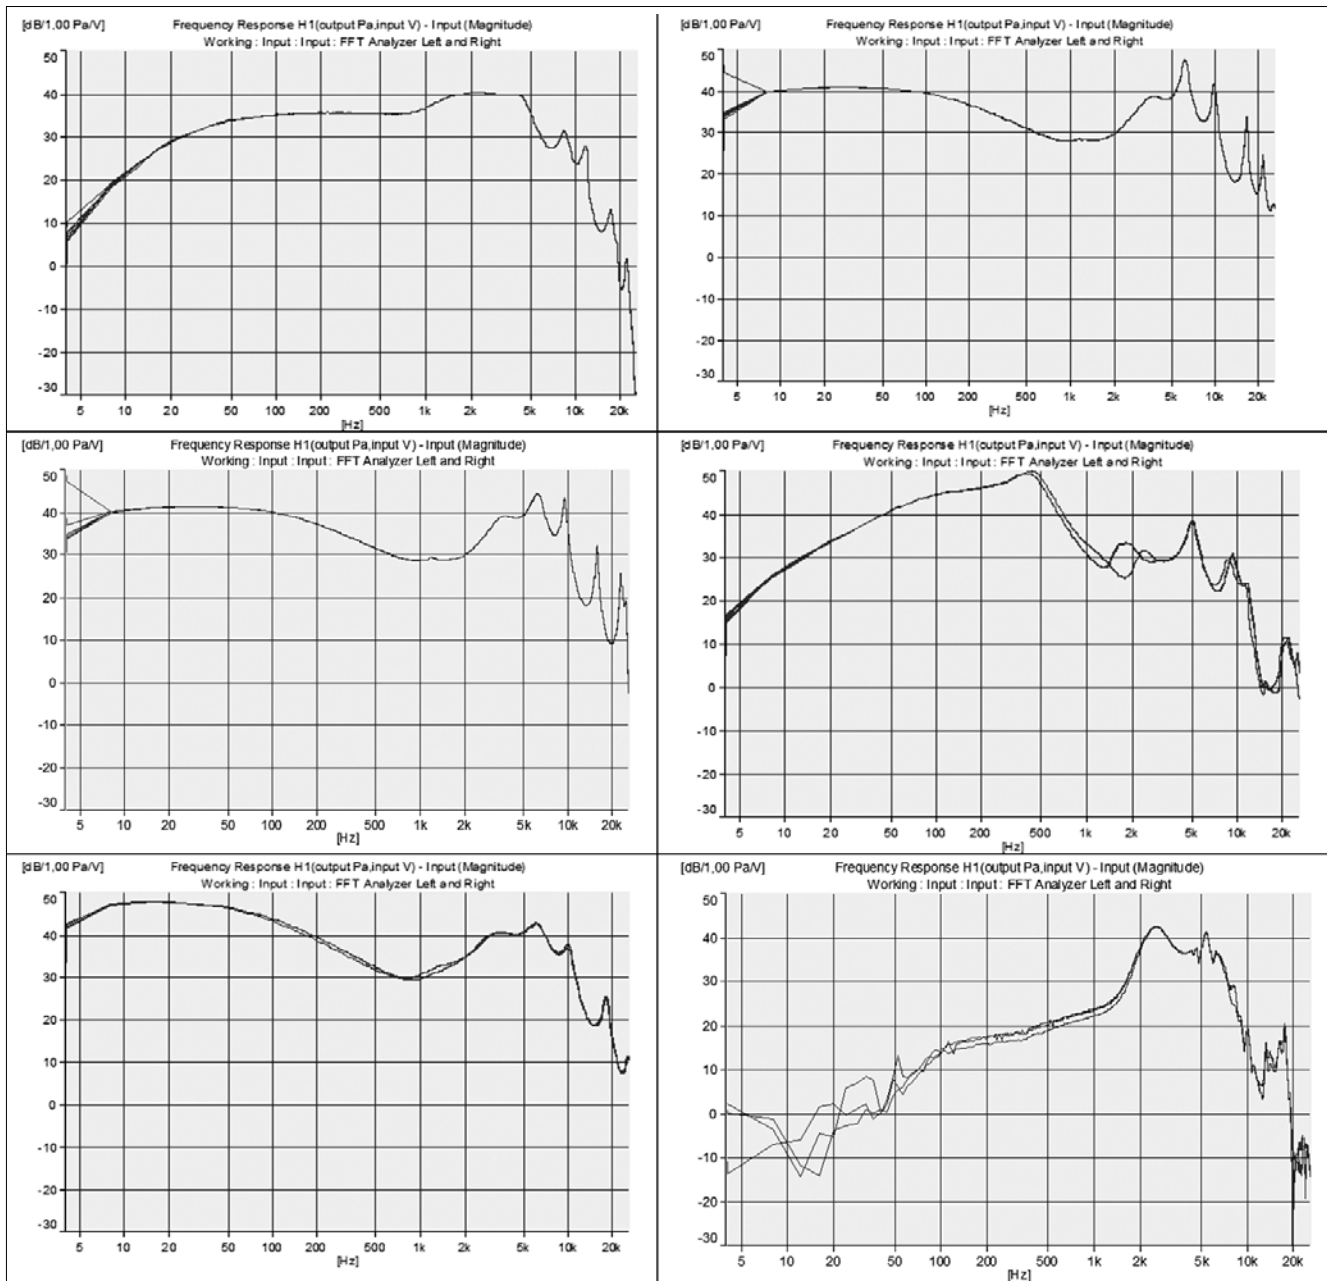 [dB/1,00 Pa/V] Frequency Response H1(output Pa,input V) - Input (Magnitude)
Working : Input : Input : FFT Analyzer Left and Right
50
40
30
20
10
0
-10
-20
-30
5 10 20 50 100 200 500 1k 2k 5k 10k 20k
[Hz]
[dB/1,00 Pa/V] Frequency Response H1(output Pa,input V) - Input (Magnitude)
Working : Input : Input : FFT Analyzer Left and Right
50
40
30
20
10
0
-10
-20
-30
5 10 20 50 100 200 500 1k 2k 5k 10k 20k
[Hz]
[dB/1,00 Pa/V] Frequency Response H1(output Pa,input V) - Input (Magnitude)
Working : Input : Input : FFT Analyzer Left and Right
50
40
30
20
10
0
-10
-20
-30
5 10 20 50 100 200 500 1k 2k 5k 10k 20k
[Hz]
[dB/1,00 Pa/V] Frequency Response H1(output Pa,input V) - Input (Magnitude)
Working : Input : Input : FFT Analyzer Left and Right
50
40
30
20
10
0
-10
-20
-30
5 10 20 50 100 200 500 1k 2k 5k 10k 20k
[Hz]
[dB/1,00 Pa/V] Frequency Response H1(output Pa,input V) - Input (Magnitude)
Working : Input : Input : FFT Analyzer Left and Right
50
40
30
20
10
0
-10
-20
-30
5 10 20 50 100 200 500 1k 2k 5k 10k 20k
[Hz]
[dB/1,00 Pa/V] Frequency Response H1(output Pa,input V) - Input (Magnitude)
Working : Input : Input : FFT Analyzer Left and Right
50
40
30
20
10
0
-10
-20
-30
5 10 20 50 100 200 500 1k 2k 5k 10k 20k
[Hz]